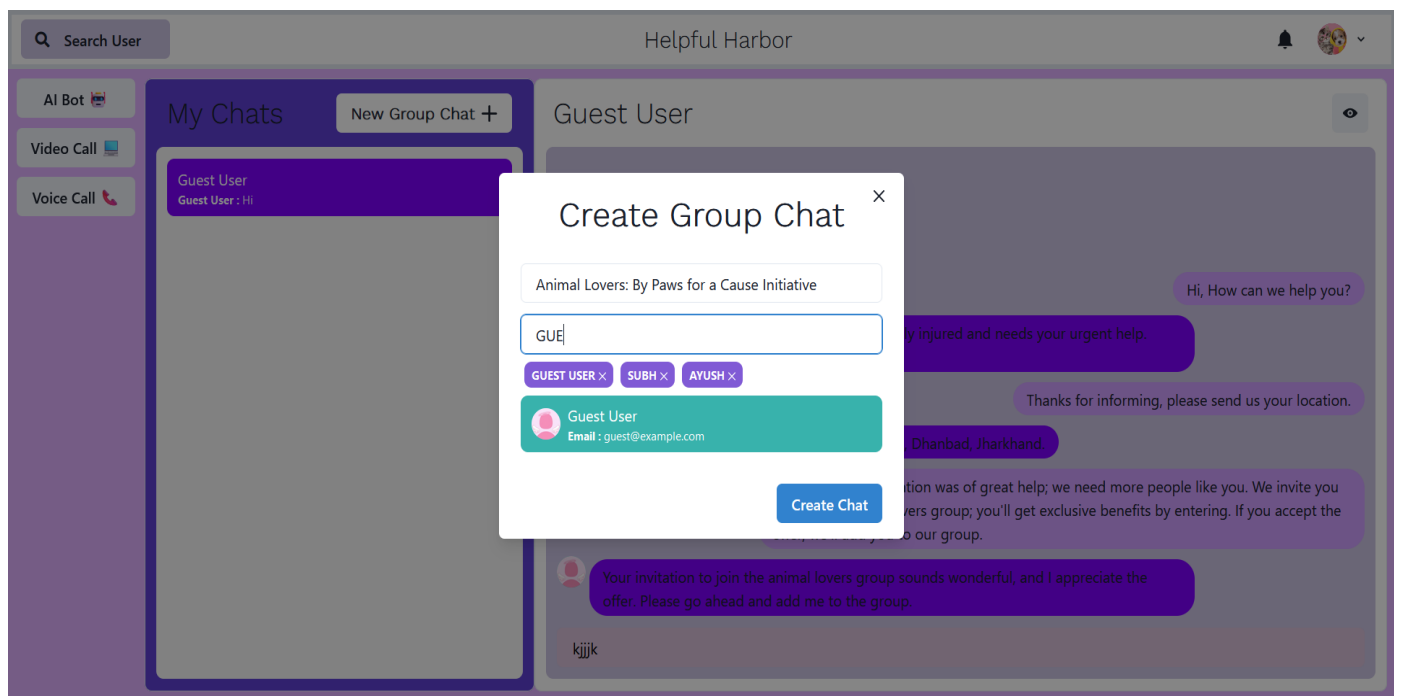 Search User
Helpful Harbor
AI Bot
Video Call
Voice Call
My Chats
New Group Chat +
Guest User
Guest User : Hi
Guest User
Hi, How can we help you?
injured and needs your urgent help.
Thanks for informing, please send us your location.
Dhanbad, Jharkhand.
was of great help; we need more people like you. We invite you
group; you'll get exclusive benefits by entering. If you accept the
to our group.
Your invitation to join the animal lovers group sounds wonderful, and I appreciate the
offer. Please go ahead and add me to the group.
kjjjk
Create Group Chat
Animal Lovers: By Paws for a Cause Initiative
GUE
GUEST USER ×
SUBH ×
AYUSH ×
Guest User
Email : guest@example.com
Create Chat